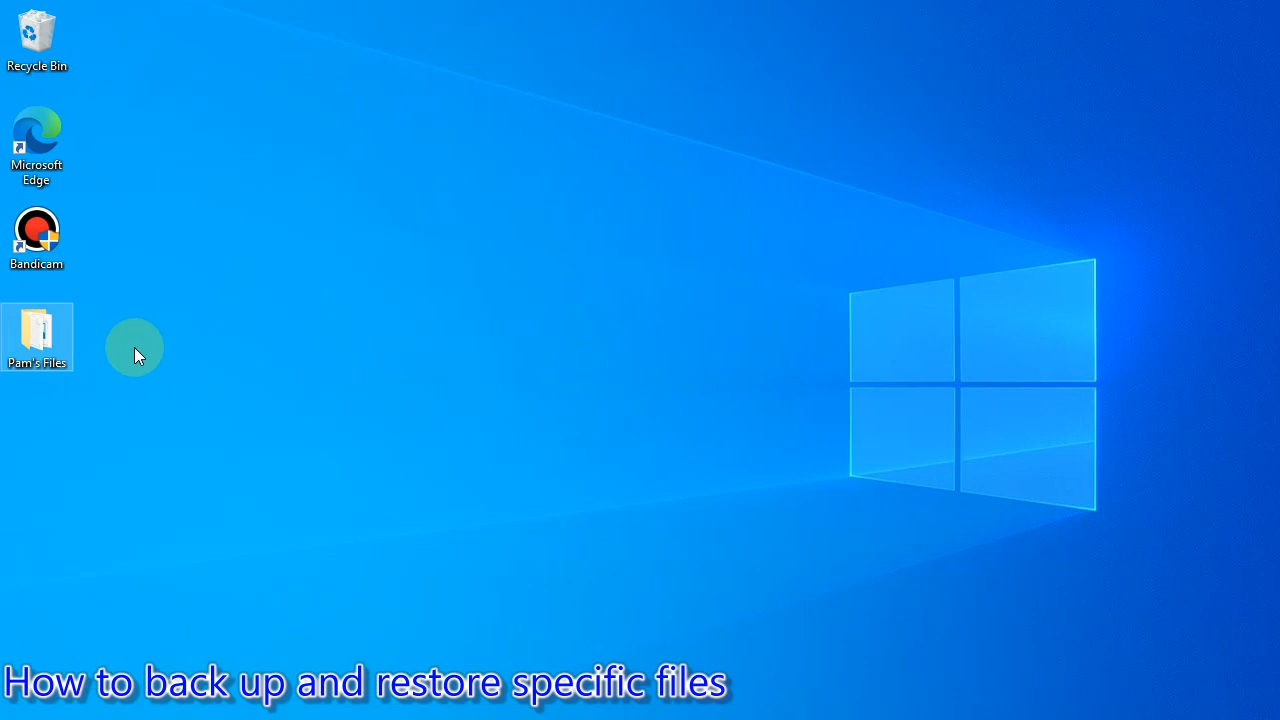 Recycle Bin
Microsoft
Edge
Bandicam
Pam's Files
How to back up and restore specific files